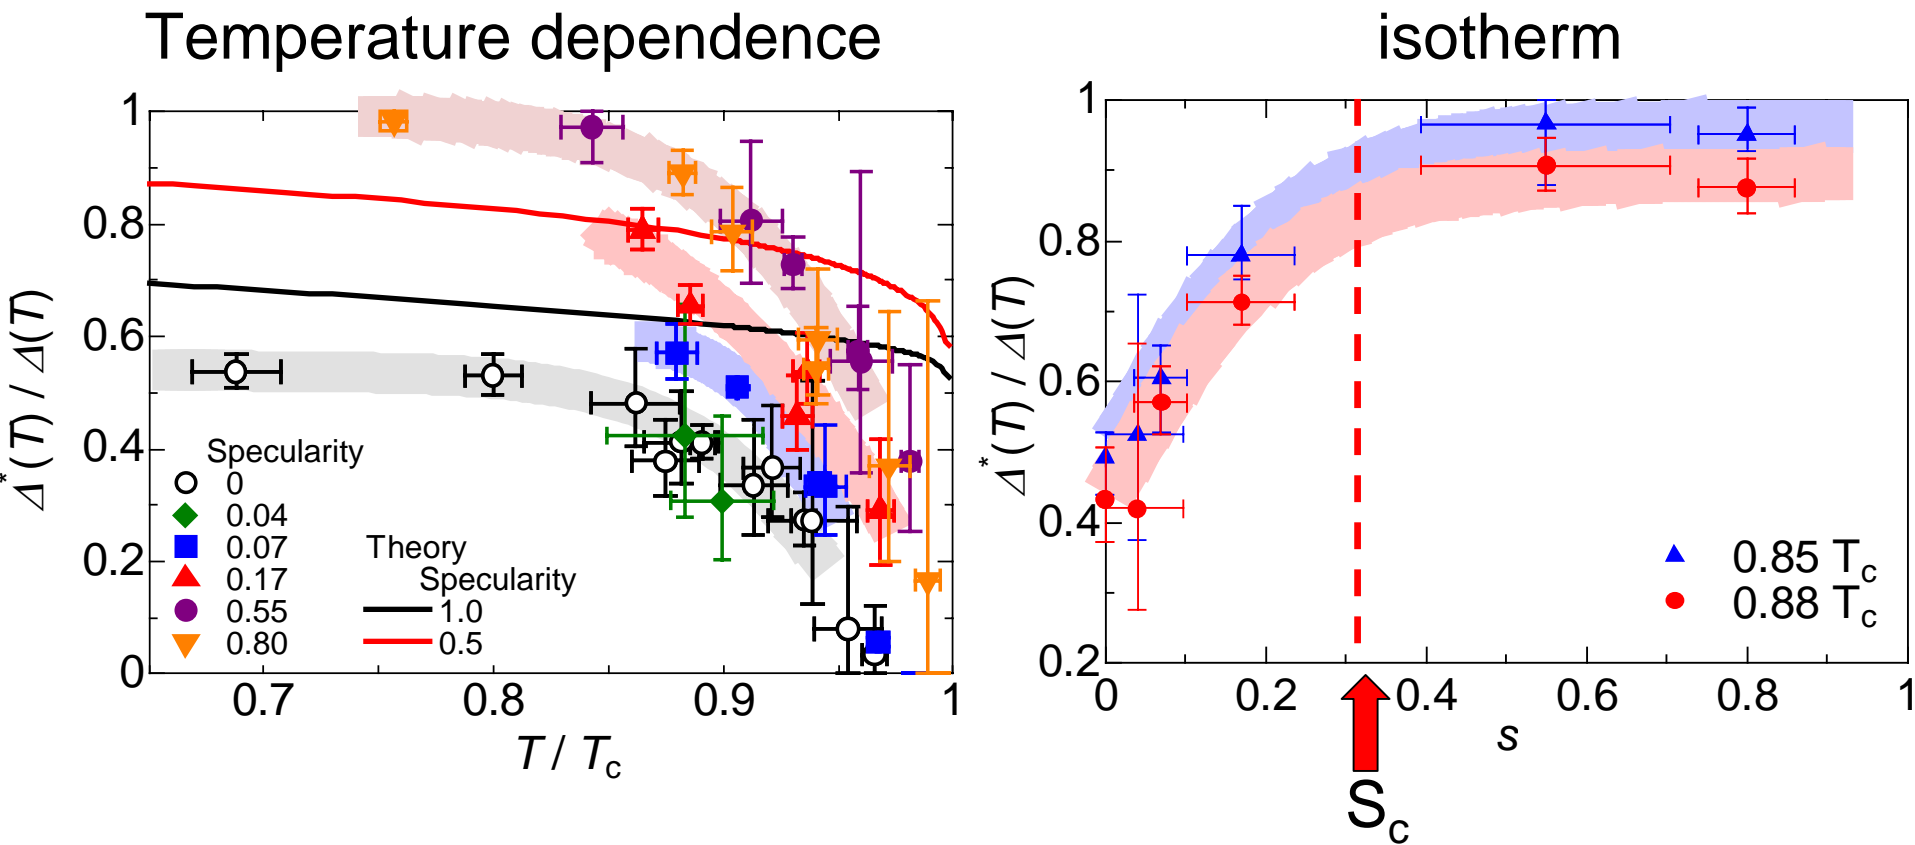 Temperature dependence
Δ*(T) / Δ(T)
1
0.8
0.6
0.4
0.2
0
Specularity
0
0.04
0.07
0.17
0.55
0.80
Theory
Specularity
1.0
0.5
0.7
0.8
0.9
1
T / Tc
isotherm
Δ*(T) / Δ(T)
1
0.8
0.6
0.4
0.2
0.85 Tc
0.88 Tc
0
0.2
0.4
0.6
0.8
1
s
Sc